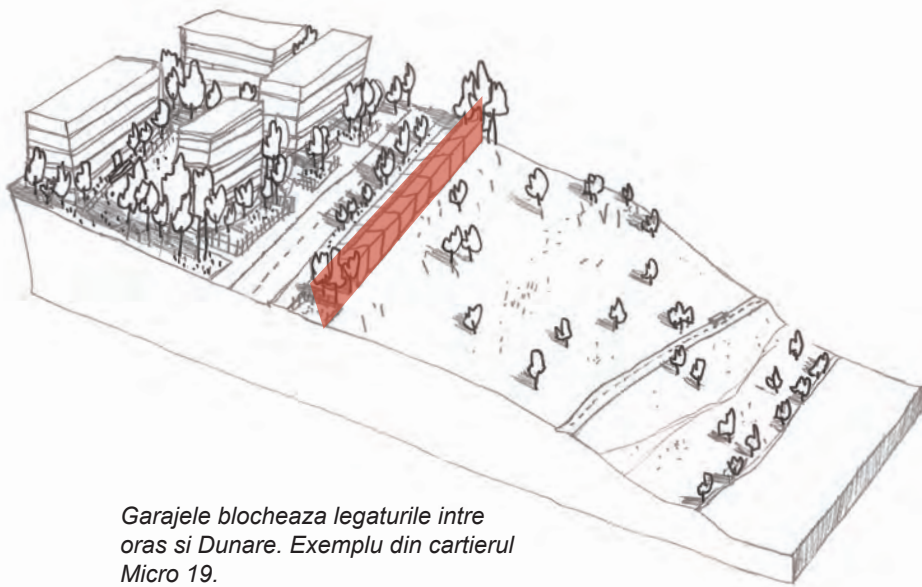 Garajele blocheaza legaturile intre
oras si Dunare. Exemplu din cartierul
Micro 19.